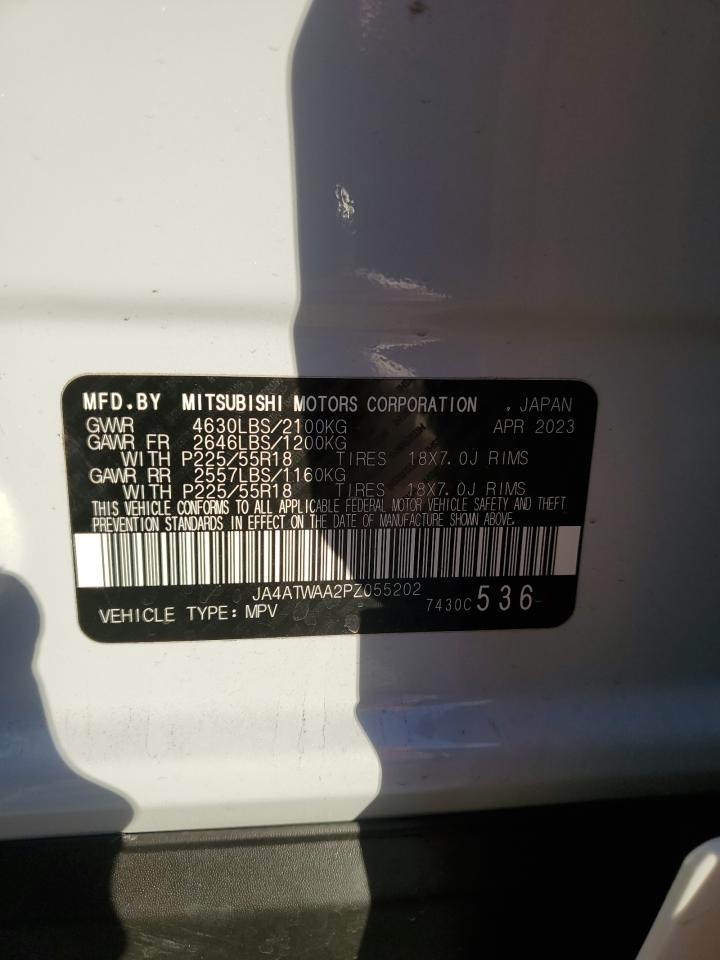 MFD.BY MITSUBISHI MOTORS CORPORATION , JAPAN
GVWR 4630LBS/2100KG APR 2023
GAWR FR 2646LBS/1200KG
WITH P225/55R18 TIRES 18X7.0J RIMS
GAWR RR 2557LBS/1160KG
WITH P225/55R18 TIRES 18X7.0J RIMS
THIS VEHICLE CONFORMS TO ALL APPLICABLE FEDERAL MOTOR VEHICLE SAFETY AND THEFT
PREVENTION STANDARDS IN EFFECT ON THE DATE OF MANUFACTURE SHOWN ABOVE.
JA4ATWAA2PZ055202
VEHICLE TYPE: MPV 7430C 536